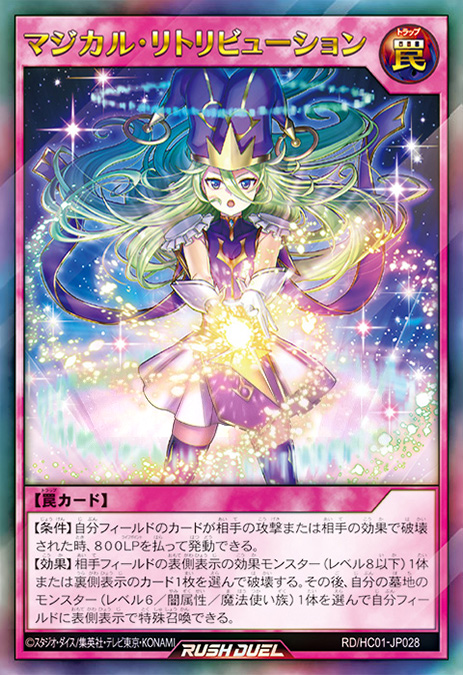 マジカル・リトリビューション
トラップ
罠
【罠カード】
【条件】自分フィールドのカードが相手の攻撃または相手の効果で破壊
された時、800LPを払って発動できる。
【効果】相手フィールドの表側表示の効果モンスター(レベル8以下)1体
または裏側表示のカード1枚を選んで破壊する。その後、自分の墓地の
モンスター(レベル6/闇属性/魔法使い族)1体を選んで自分フィー
ルドに表側表示で特殊召喚できる。
©スタジオ・ダイス/集英社・テレビ東京・KONAMI
RUSH DUEL
RD/HC01-JP028